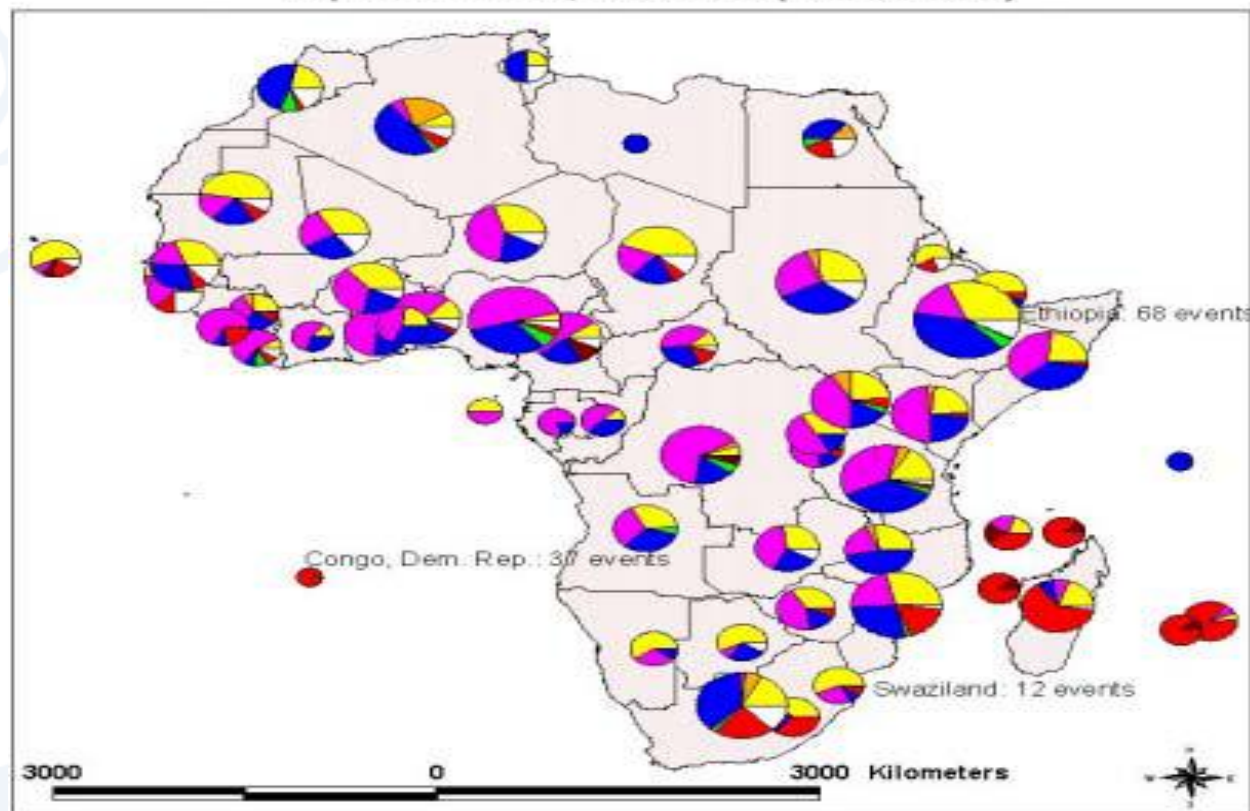 Ethiopia: 68 events
Congo, Dem. Rep.: 37 events
Swaziland: 12 events
3000 0 3000 Kilometers